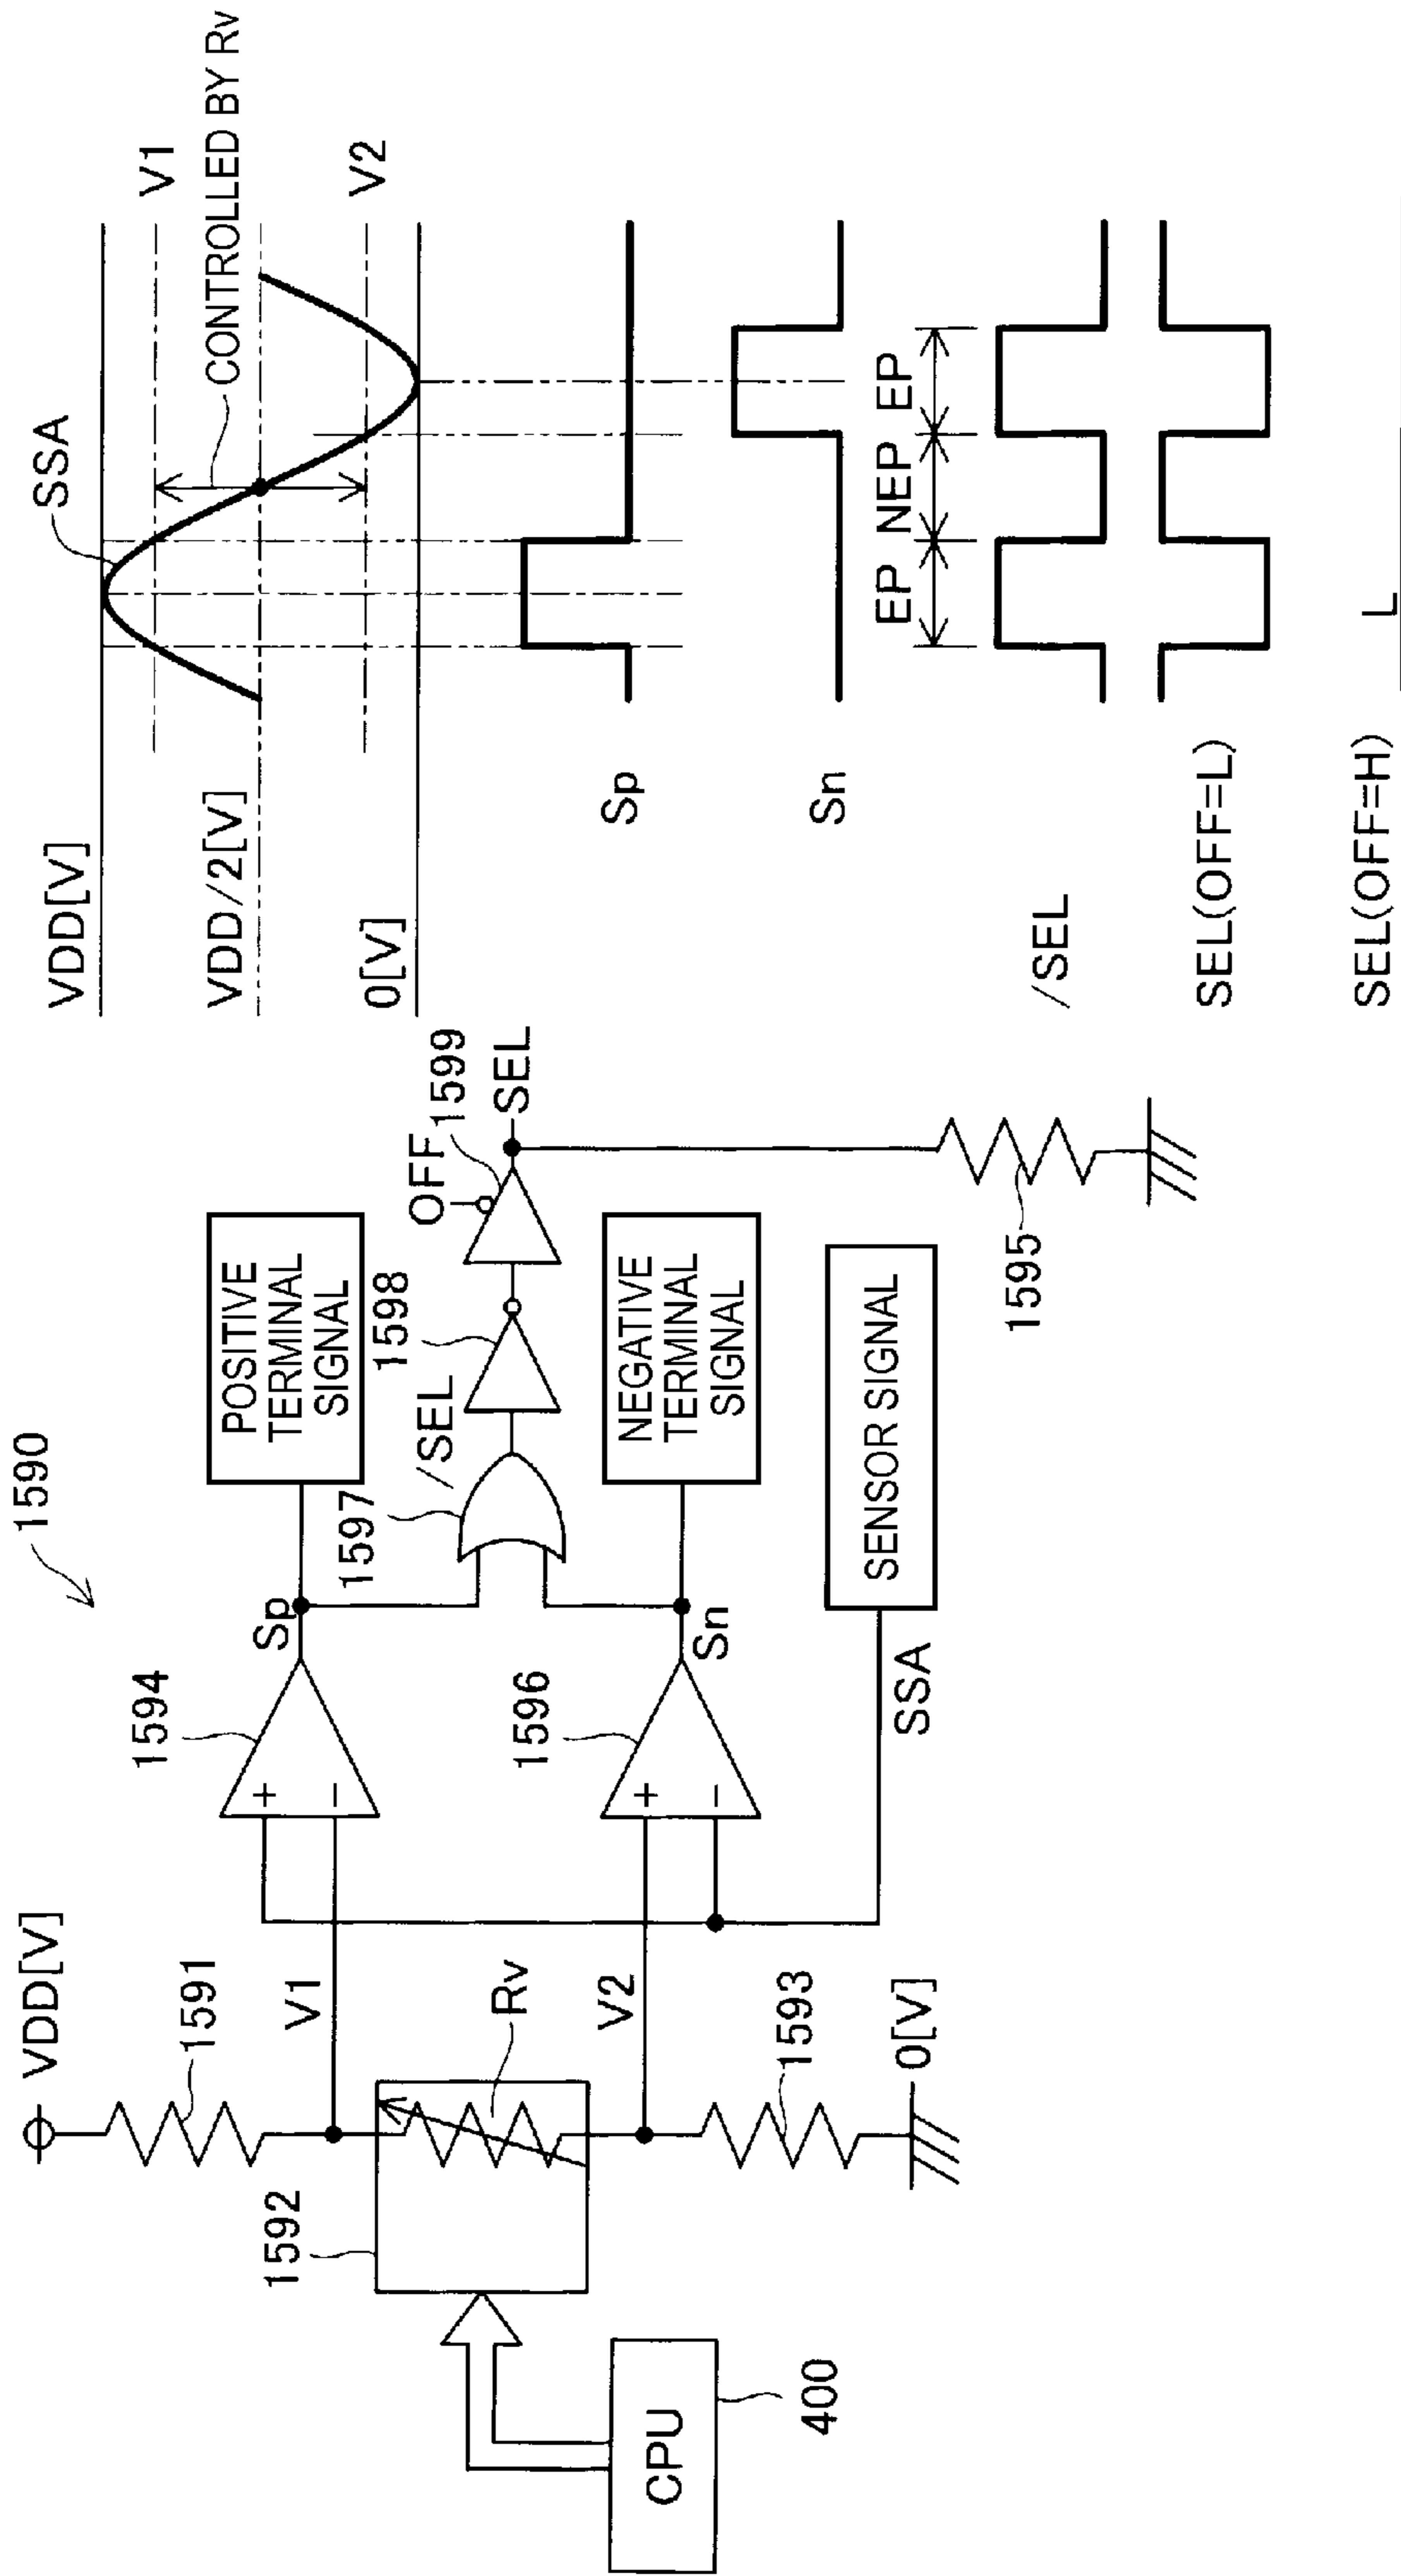 1590
VDD[V]
1591
V1
1592
Rv
V2
1593
0[V]
CPU
400
1594
+
−
Sp
POSITIVE
TERMINAL
SIGNAL
1596
+
−
Sn
NEGATIVE
TERMINAL
SIGNAL
1597
/SEL
1598
OFF
1599
SEL
1595
SSA
SENSOR SIGNAL
VDD[V]
VDD/2[V]
0[V]
SSA
V1
CONTROLLED BY Rv
V2
Sp
Sn
EP NEP EP
/SEL
SEL(OFF=L)
SEL(OFF=H)
L